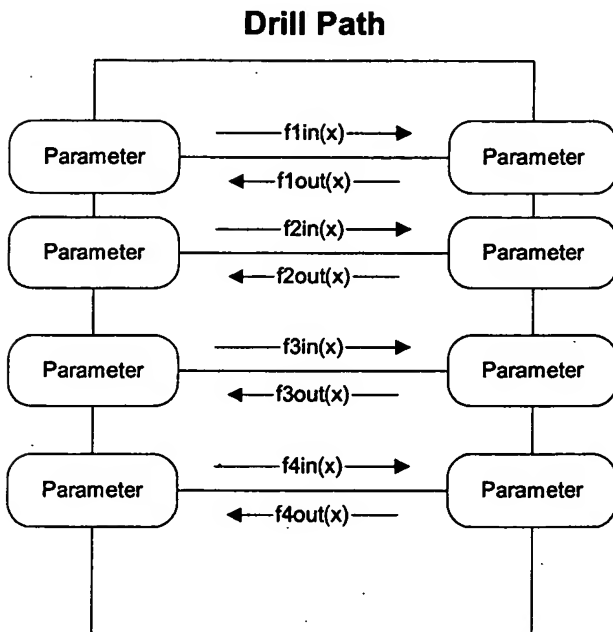 Drill Path
f1in(x)
Parameter
Parameter
f1out(x)
f2in(x)
Parameter
Parameter
f2out(x)
f3in(x)
Parameter
Parameter
f3out(x)
f4in(x)
Parameter
Parameter
f4out(x)